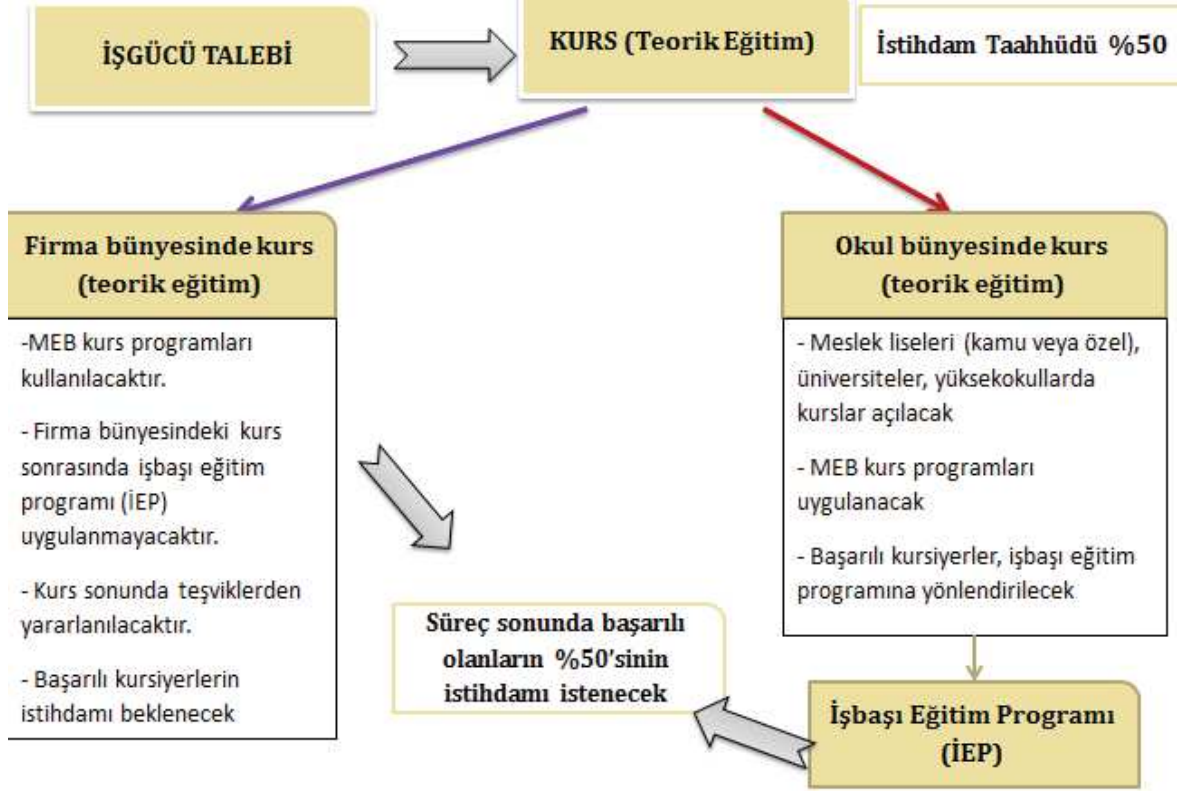 İŞGÜCÜ TALEBİ
KURS (Teorik Eğitim)
İstihdam Taahhüdü %50
Firma bünyesinde kurs
(teorik eğitim)
-MEB kurs programları
kullanılacaktır.
- Firma bünyesindeki kurs
sonrasında işbaşı eğitim
programı (İEP)
uygulanmayacaktır.
- Kurs sonunda teşviklerden
yararlanılacaktır.
- Başarılı kursiyerlerin
istihdamı beklenecek
Okul bünyesinde kurs
(teorik eğitim)
- Meslek liseleri (kamu veya özel),
üniversiteler, yüksekokullarda
kurslar açılacak
- MEB kurs programları
uygulanacak
- Başarılı kursiyerler, işbaşı eğitim
programına yönlendirilecek
Süreç sonunda başarılı
olanların %50'sinin
istihdamı istenecek
İşbaşı Eğitim Programı
(İEP)